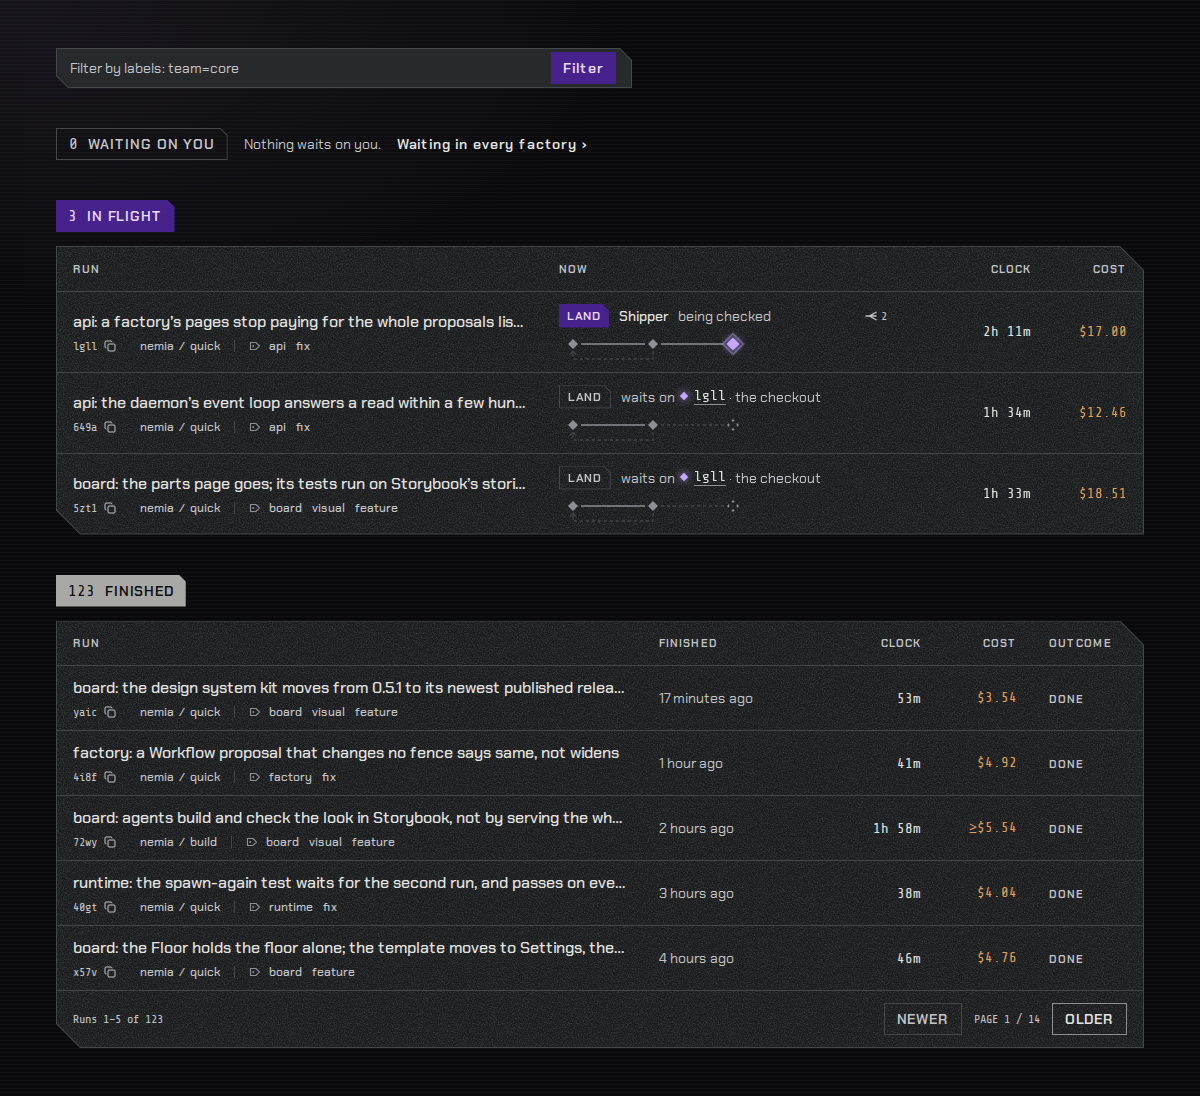 Filter by labels: team=core
Filter
0 WAITING ON YOU Nothing waits on you. Waiting in every factory ›
3 IN FLIGHT
RUN NOW CLOCK COST
api: a factory's pages stop paying for the whole proposals lis…
LAND Shipper being checked 2
2h 11m $17.00
lgll nemia / quick api fix
api: the daemon's event loop answers a read within a few hun…
LAND waits on lgll · the checkout
1h 34m $12.46
649a nemia / quick api fix
board: the parts page goes; its tests run on Storybook's stori…
LAND waits on lgll · the checkout
1h 33m $18.51
5zt1 nemia / quick board visual feature
123 FINISHED
RUN FINISHED CLOCK COST OUTCOME
board: the design system kit moves from 0.5.1 to its newest published relea…
17 minutes ago 53m $3.54 DONE
yaic nemia / quick board visual feature
factory: a Workflow proposal that changes no fence says same, not widens
1 hour ago 41m $4.92 DONE
4i8f nemia / quick factory fix
board: agents build and check the look in Storybook, not by serving the wh…
2 hours ago 1h 58m ≥$5.54 DONE
72wy nemia / build board visual feature
runtime: the spawn-again test waits for the second run, and passes on eve…
3 hours ago 38m $4.04 DONE
40gt nemia / quick runtime fix
board: the Floor holds the floor alone; the template moves to Settings, the…
4 hours ago 46m $4.76 DONE
x57v nemia / quick board feature
Runs 1–5 of 123 NEWER PAGE 1 / 14 OLDER